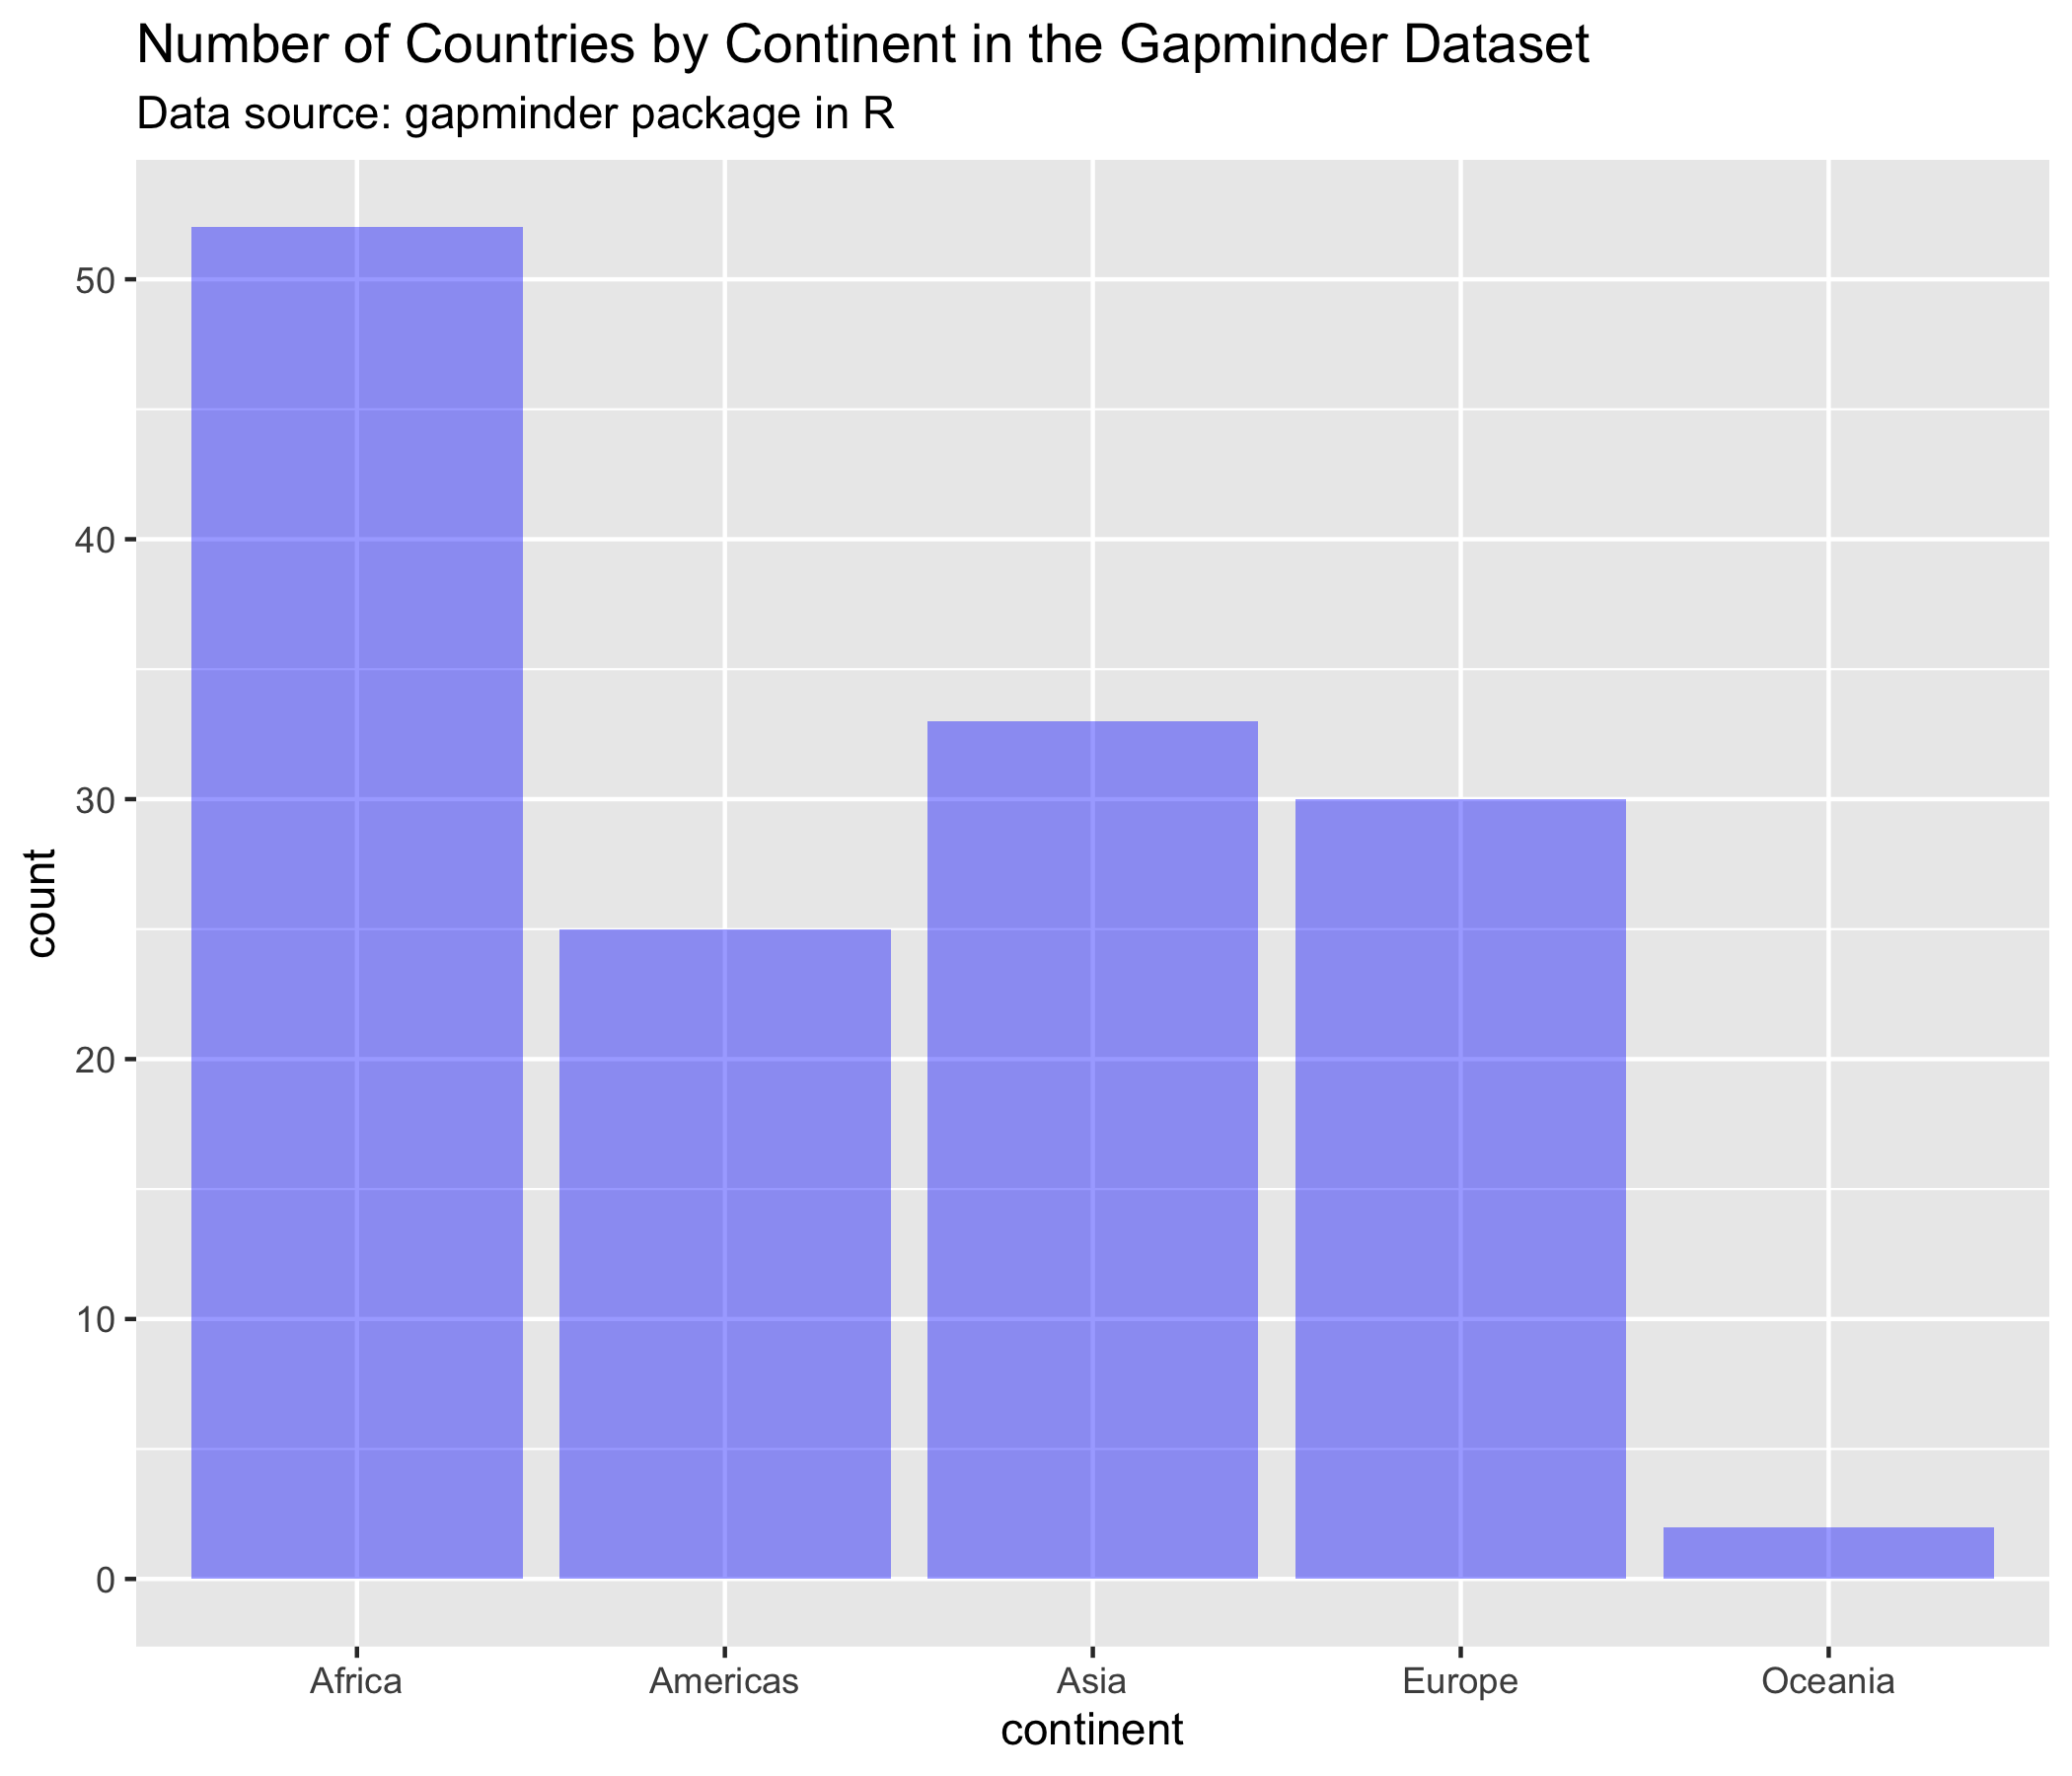 Number of Countries by Continent in the Gapminder Dataset
Data source: gapminder package in R
50
40
30
20
10
0
count
Africa Americas Asia Europe Oceania
continent